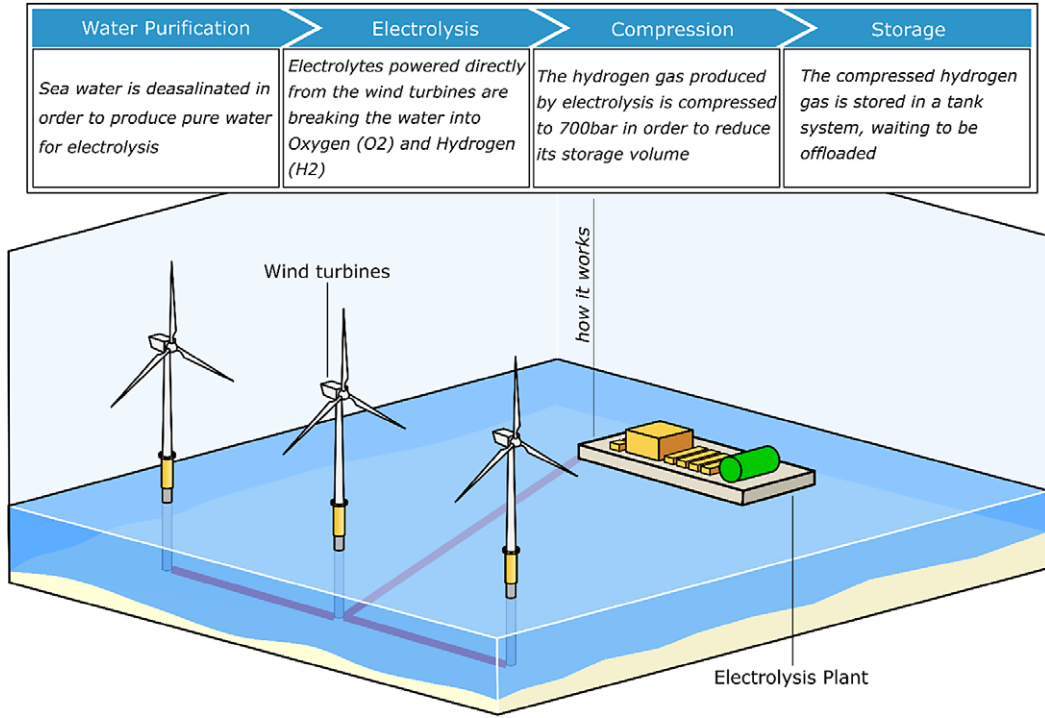 Water Purification
Electrolysis
Compression
Storage
Sea water is deasalinated in
order to produce pure water
for electrolysis
Electrolytes powered directly
from the wind turbines are
breaking the water into
Oxygen (O2) and Hydrogen
(H2)
The hydrogen gas produced
by electrolysis is compressed
to 700bar in order to reduce
its storage volume
The compressed hydrogen
gas is stored in a tank
system, waiting to be
offloaded
how it works
Wind turbines
Electrolysis Plant